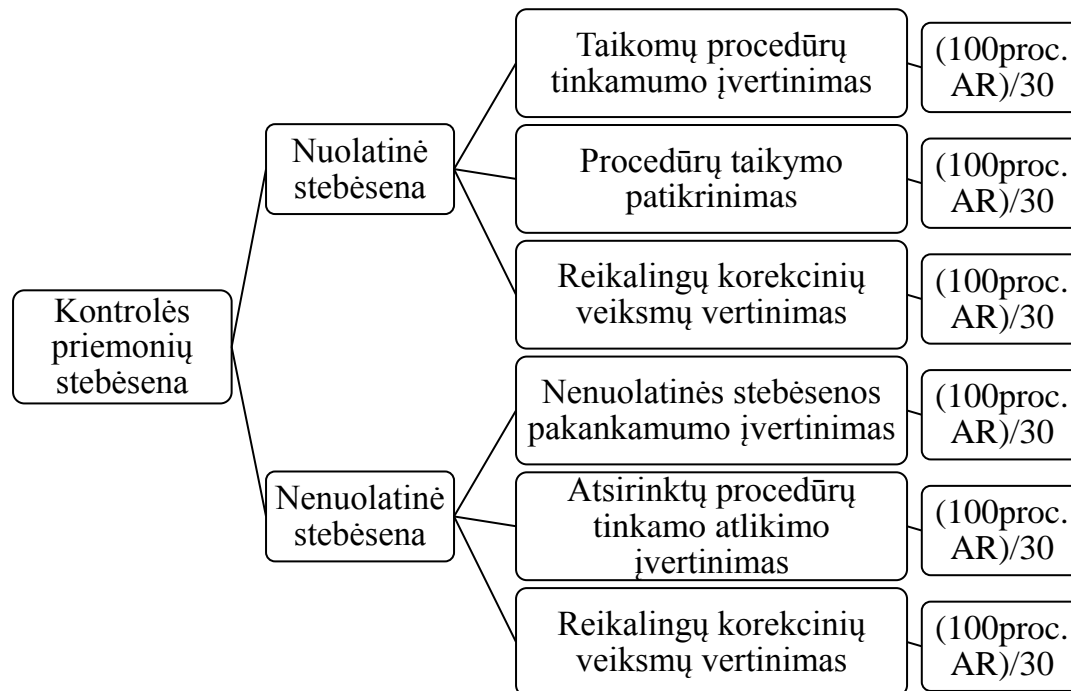 Kontrolės
priemonių
stebėsena
Nuolatinė
stebėsena
Taikomų procedūrų
tinkamumo įvertinimas
(100proc.
AR)/30
Procedūrų taikymo
patikrinimas
(100proc.
AR)/30
Reikalingų korekcinių
veiksmų vertinimas
(100proc.
AR)/30
Nenuolatinė
stebėsena
Nenuolatinės stebėsenos
pakankamumo įvertinimas
(100proc.
AR)/30
Atsirinktų procedūrų
tinkamo atlikimo
įvertinimas
(100proc.
AR)/30
Reikalingų korekcinių
veiksmų vertinimas
(100proc.
AR)/30